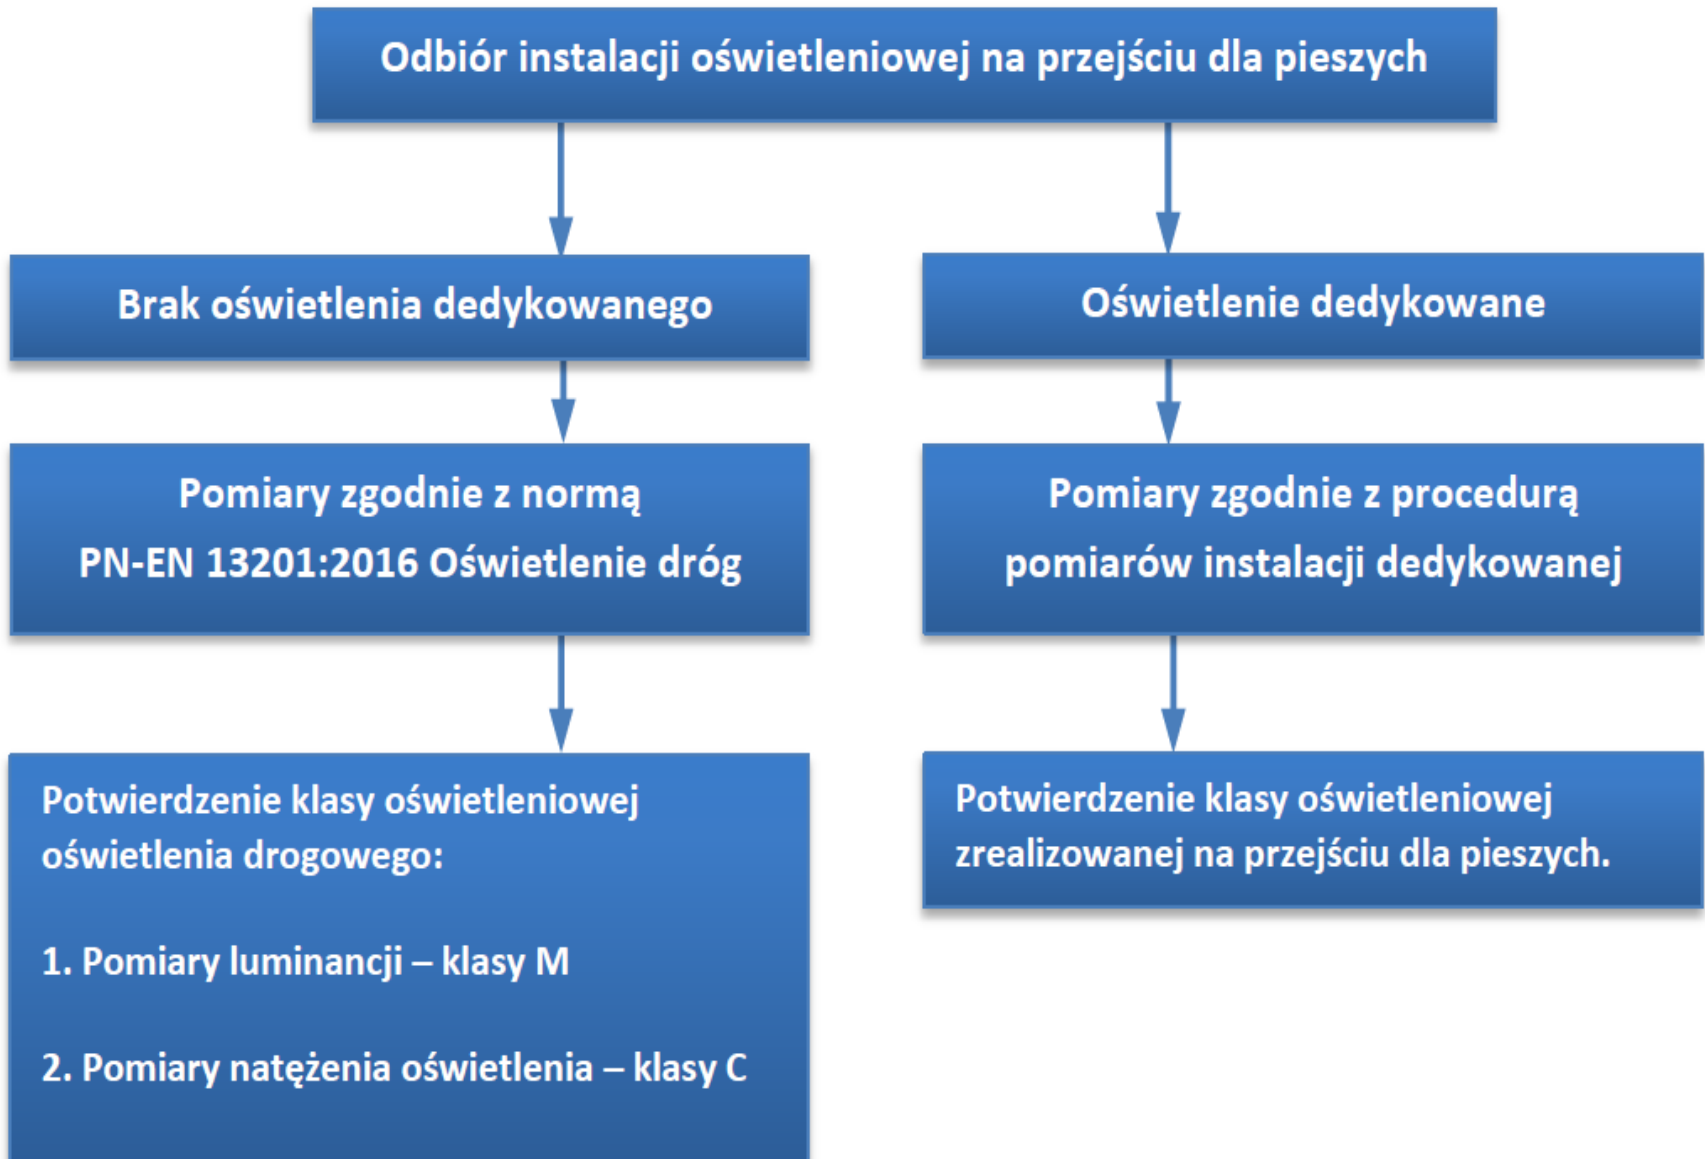 Odbiór instalacji oświetleniowej na przejściu dla pieszych
Brak oświetlenia dedykowanego
Oświetlenie dedykowane
Pomiary zgodnie z normą
PN-EN 13201:2016 Oświetlenie dróg
Pomiary zgodnie z procedurą
pomiarów instalacji dedykowanej
Potwierdzenie klasy oświetleniowej
oświetlenia drogowego:
1. Pomiary luminancji – klasy M
2. Pomiary natężenia oświetlenia – klasy C
Potwierdzenie klasy oświetleniowej
zrealizowanej na przejściu dla pieszych.